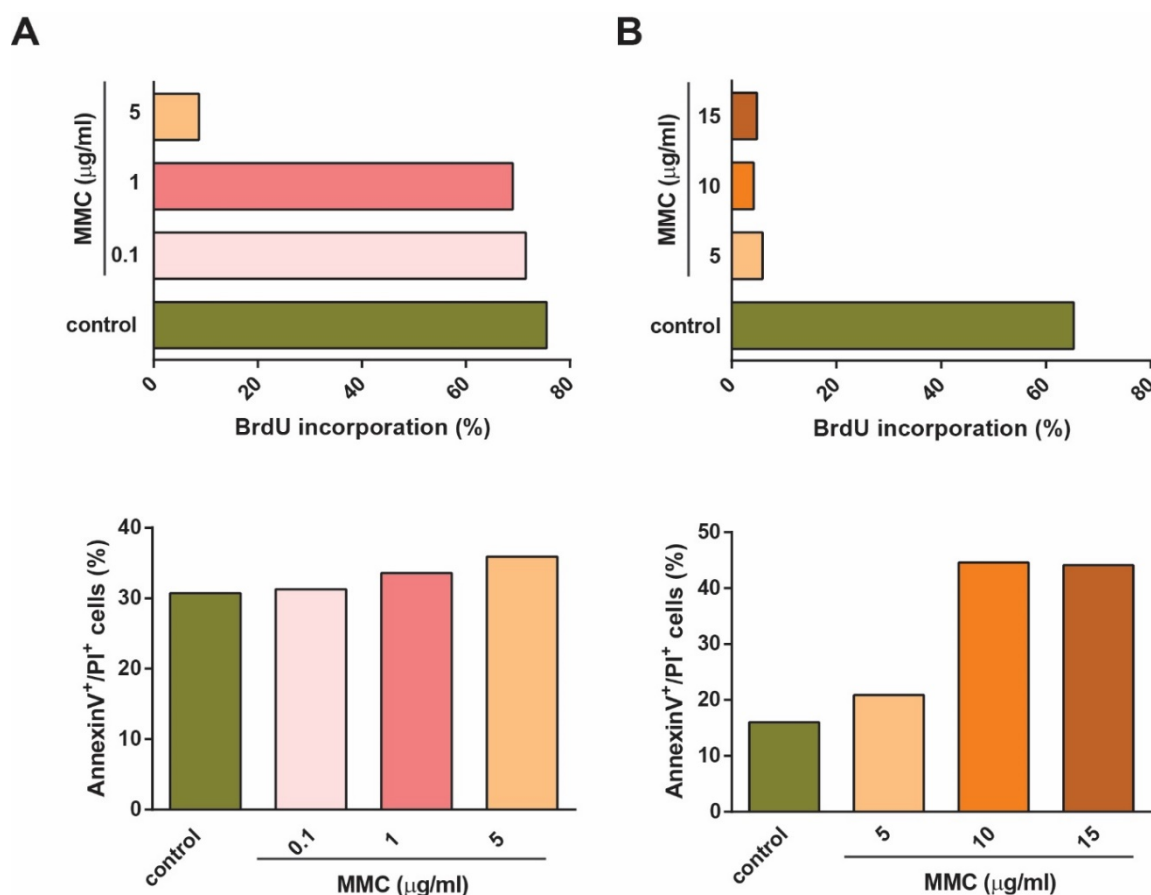 A
MMC (μg/ml)
5
1
0.1
control
0
20
40
60
80
BrdU incorporation (%)
B
MMC (μg/ml)
15
10
5
control
0
20
40
60
80
BrdU incorporation (%)
AnnexinV⁺/PI⁺ cells (%)
40
30
20
10
0
control
0.1
1
5
MMC (μg/ml)
AnnexinV⁺/PI⁺ cells (%)
50
40
30
20
10
0
control
5
10
15
MMC (μg/ml)